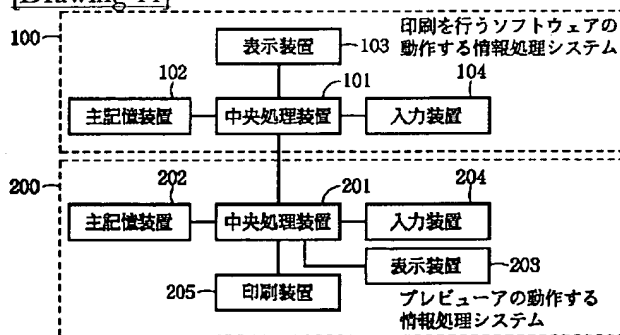 [Drawing 11]
100
表示装置
103
印刷を行うソフトウェアの
動作する情報処理システム
102
101
104
主記憶装置
中央処理装置
入力装置
200
202
201
204
主記憶装置
中央処理装置
入力装置
表示装置
203
205
印刷装置
プレビューアの動作する
情報処理システム